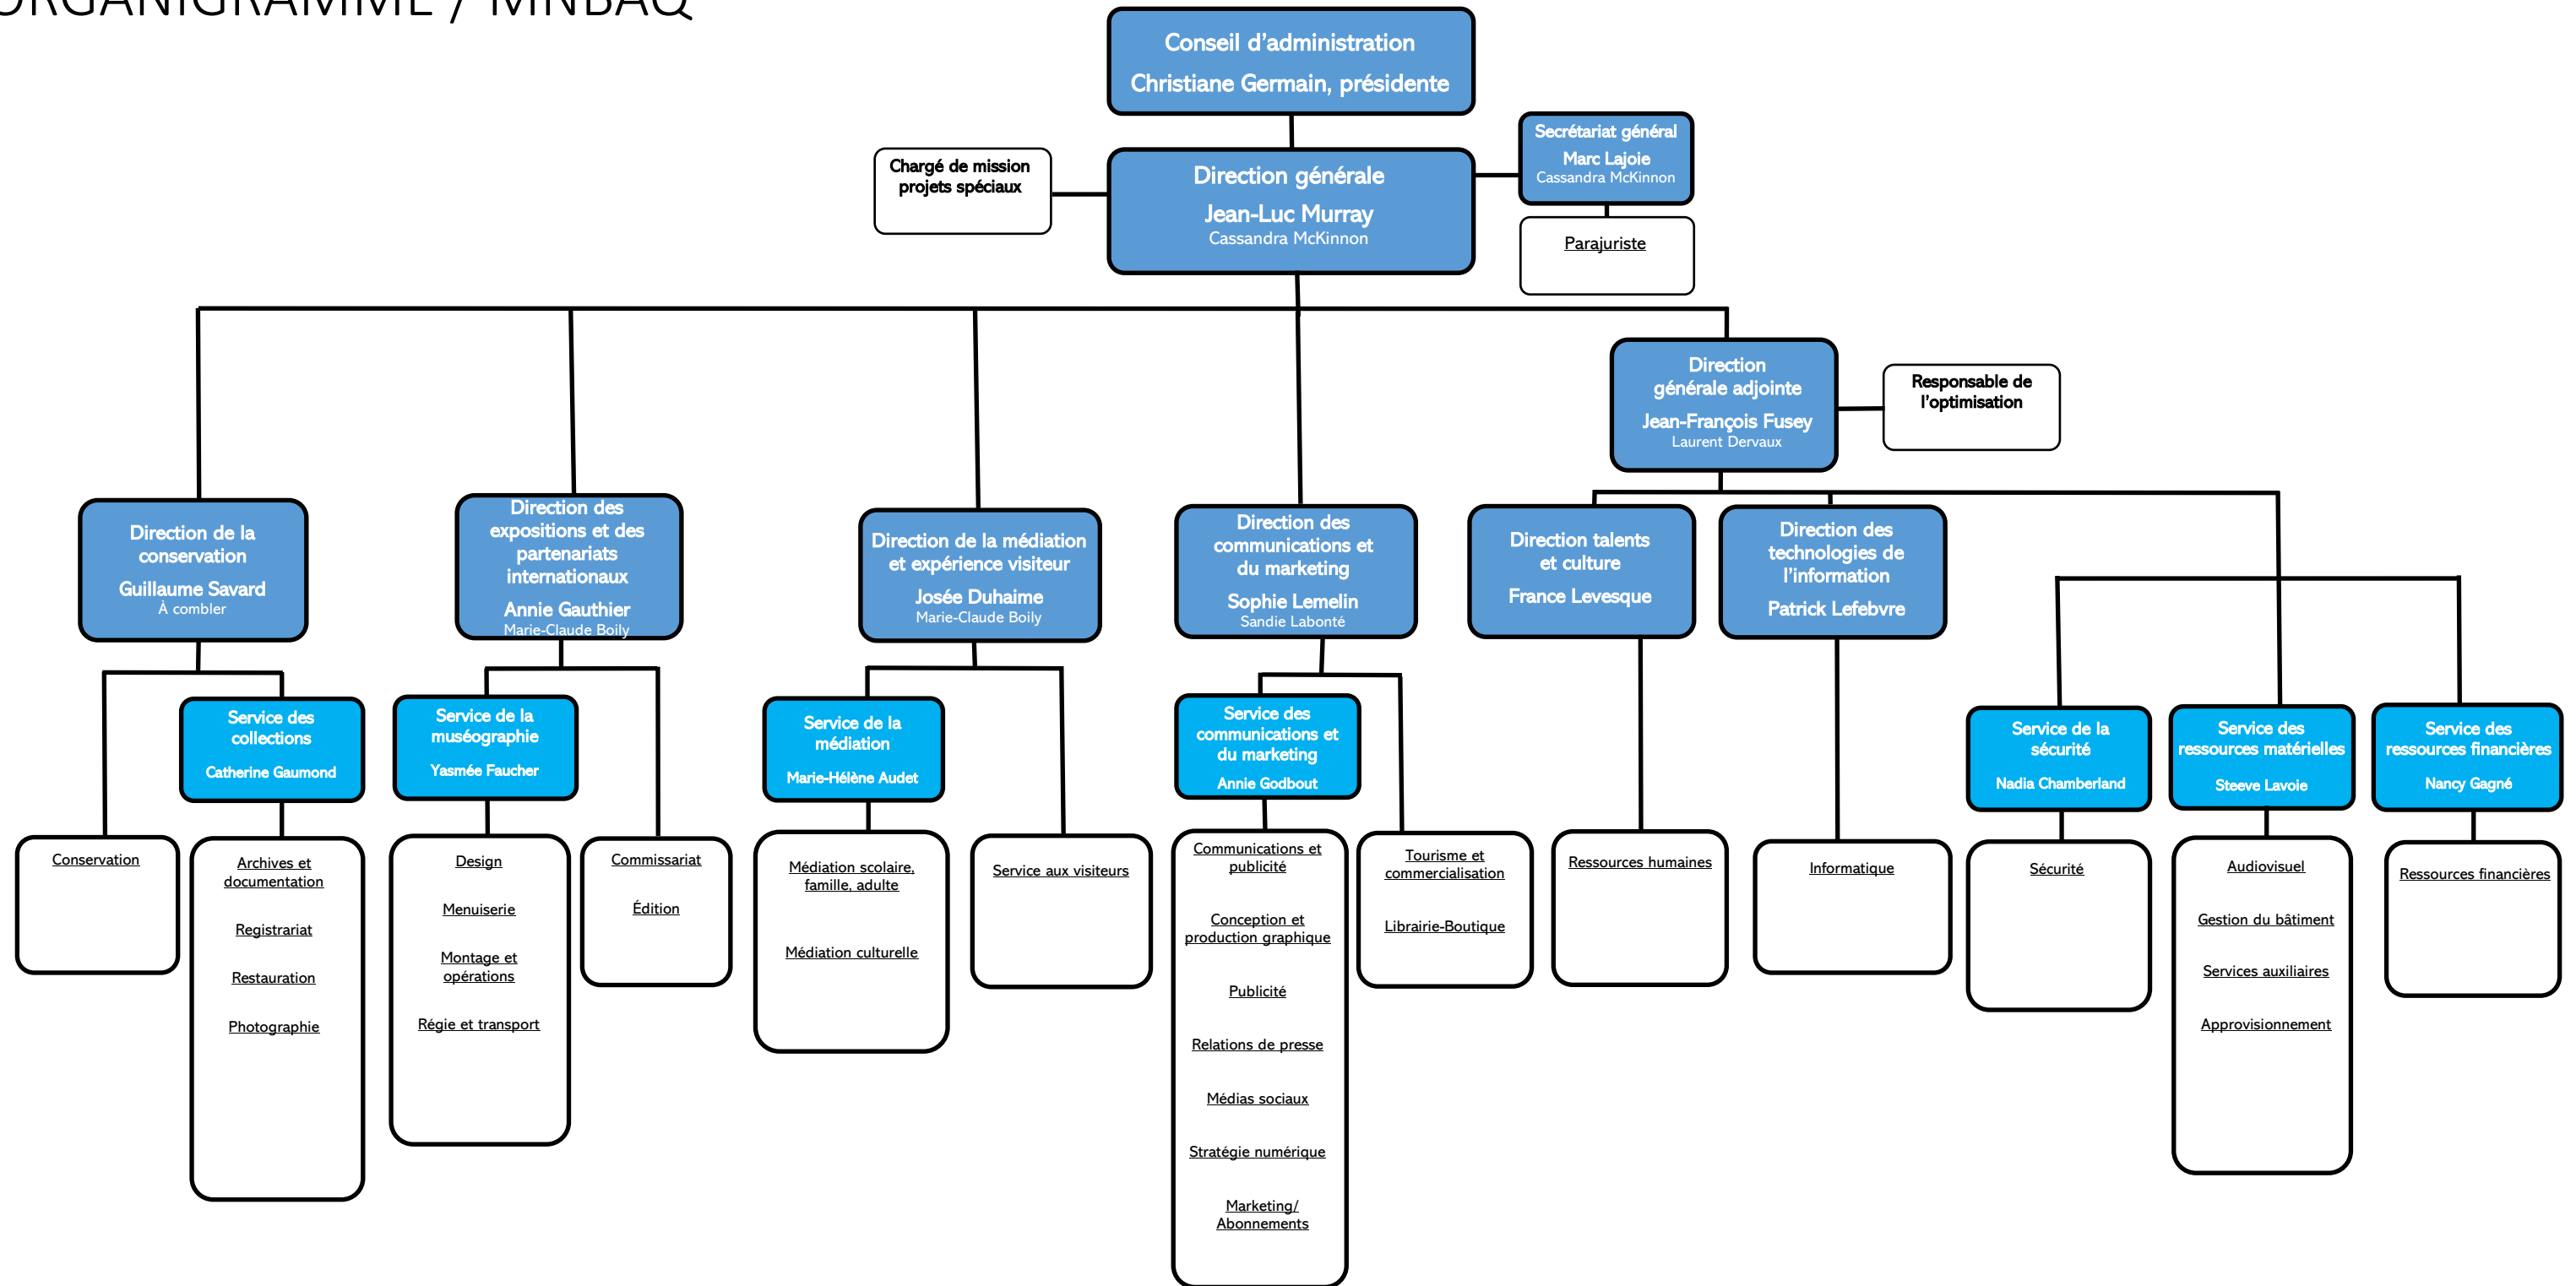 ORGANIGRAMME / MNBAQ
Conseil d'administration
Christiane Germain, présidente
Secrétariat général
Marc Lajoie
Cassandra McKinnon
Chargé de mission
projets spéciaux
Direction générale
Jean-Luc Murray
Cassandra McKinnon
Parajuriste
Direction
générale adjointe
Jean-François Fusey
Laurent Dervaux
Responsable de
l'optimisation
Direction de la
conservation
Guillaume Savard
À combler
Direction des
expositions et des
partenariats
internationaux
Annie Gauthier
Marie-Claude Boily
Direction de la médiation
et expérience visiteur
Josée Duhaime
Marie-Claude Boily
Direction des
communications et
du marketing
Sophie Lemelin
Sandie Labonté
Direction talents
et culture
France Levesque
Direction des
technologies de
l'information
Patrick Lefebvre
Service des
collections
Catherine Gaumond
Service de la
muséographie
Yasmée Faucher
Service de la
médiation
Marie-Hélène Audet
Service des
communications et
du marketing
Annie Godbout
Service de la
sécurité
Nadia Chamberland
Service des
ressources matérielles
Steeve Lavoie
Service des
ressources financières
Nancy Gagné
Conservation
Archives et
documentation
Registrariat
Restauration
Photographie
Design
Menuiserie
Montage et
opérations
Régie et transport
Commissariat
Édition
Médiation scolaire,
famille, adulte
Médiation culturelle
Service aux visiteurs
Communications et
publicité
Conception et
production graphique
Publicité
Relations de presse
Médias sociaux
Stratégie numérique
Marketing/
Abonnements
Tourisme et
commercialisation
Librairie-Boutique
Ressources humaines
Informatique
Sécurité
Audiovisuel
Gestion du bâtiment
Services auxiliaires
Approvisionnement
Ressources financières